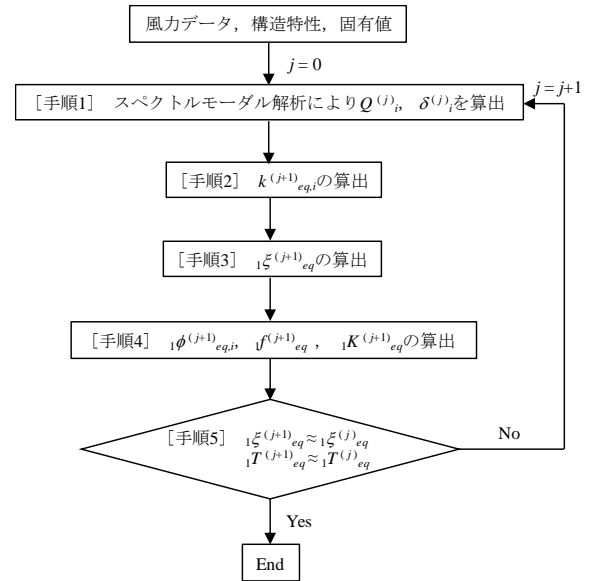 風力データ，構造特性，固有値
j = 0
j = j+1
［手順1］ スペクトルモーダル解析によりQ⁽ʲ⁾ᵢ, δ⁽ʲ⁾ᵢを算出
［手順2］ k⁽ʲ⁺¹⁾eq,iの算出
［手順3］ ₁ξ⁽ʲ⁺¹⁾eqの算出
［手順4］ ₁ϕ⁽ʲ⁺¹⁾eq,i, ₁f⁽ʲ⁺¹⁾eq , ₁K⁽ʲ⁺¹⁾eqの算出
［手順5］ ₁ξ⁽ʲ⁺¹⁾eq ≈ ₁ξ⁽ʲ⁾eq
₁T⁽ʲ⁺¹⁾eq ≈ ₁T⁽ʲ⁾eq
No
Yes
End